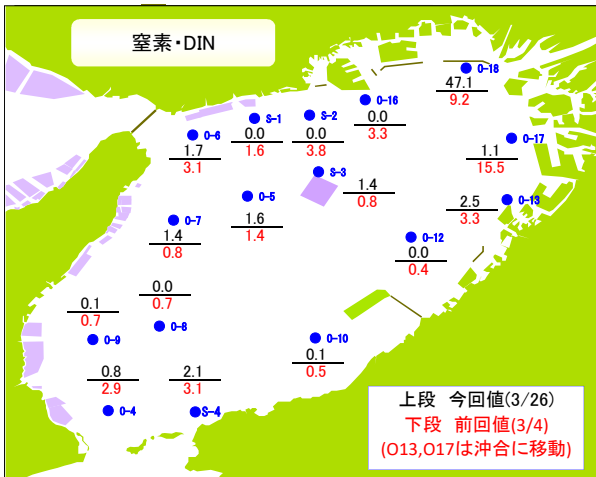 窒素・DIN
O-18
47.1
9.2
O-16
0.0
3.3
S-1
0.0
1.6
S-2
0.0
3.8
O-6
1.7
3.1
O-17
1.1
15.5
S-3
1.4
0.8
O-5
1.6
1.4
O-13
2.5
3.3
O-7
1.4
0.8
O-12
0.0
0.4
O-8
0.0
0.7
O-9
0.1
0.7
O-10
0.1
0.5
O-4
0.8
2.9
S-4
2.1
3.1
上段 今回値(3/26)
下段 前回値(3/4)
(O13,O17は沖合に移動)